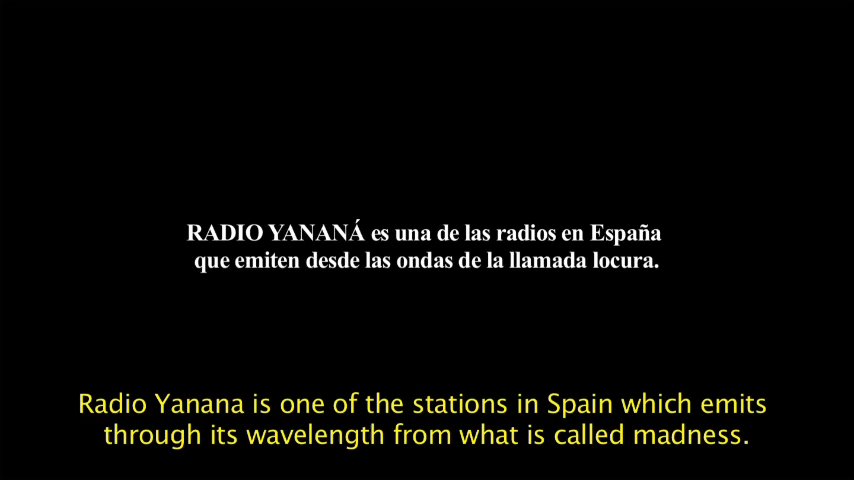 RADIO YANANÁ es una de las radios en España
que emiten desde las ondas de la llamada locura.
Radio Yanana is one of the stations in Spain which emits
through its wavelength from what is called madness.